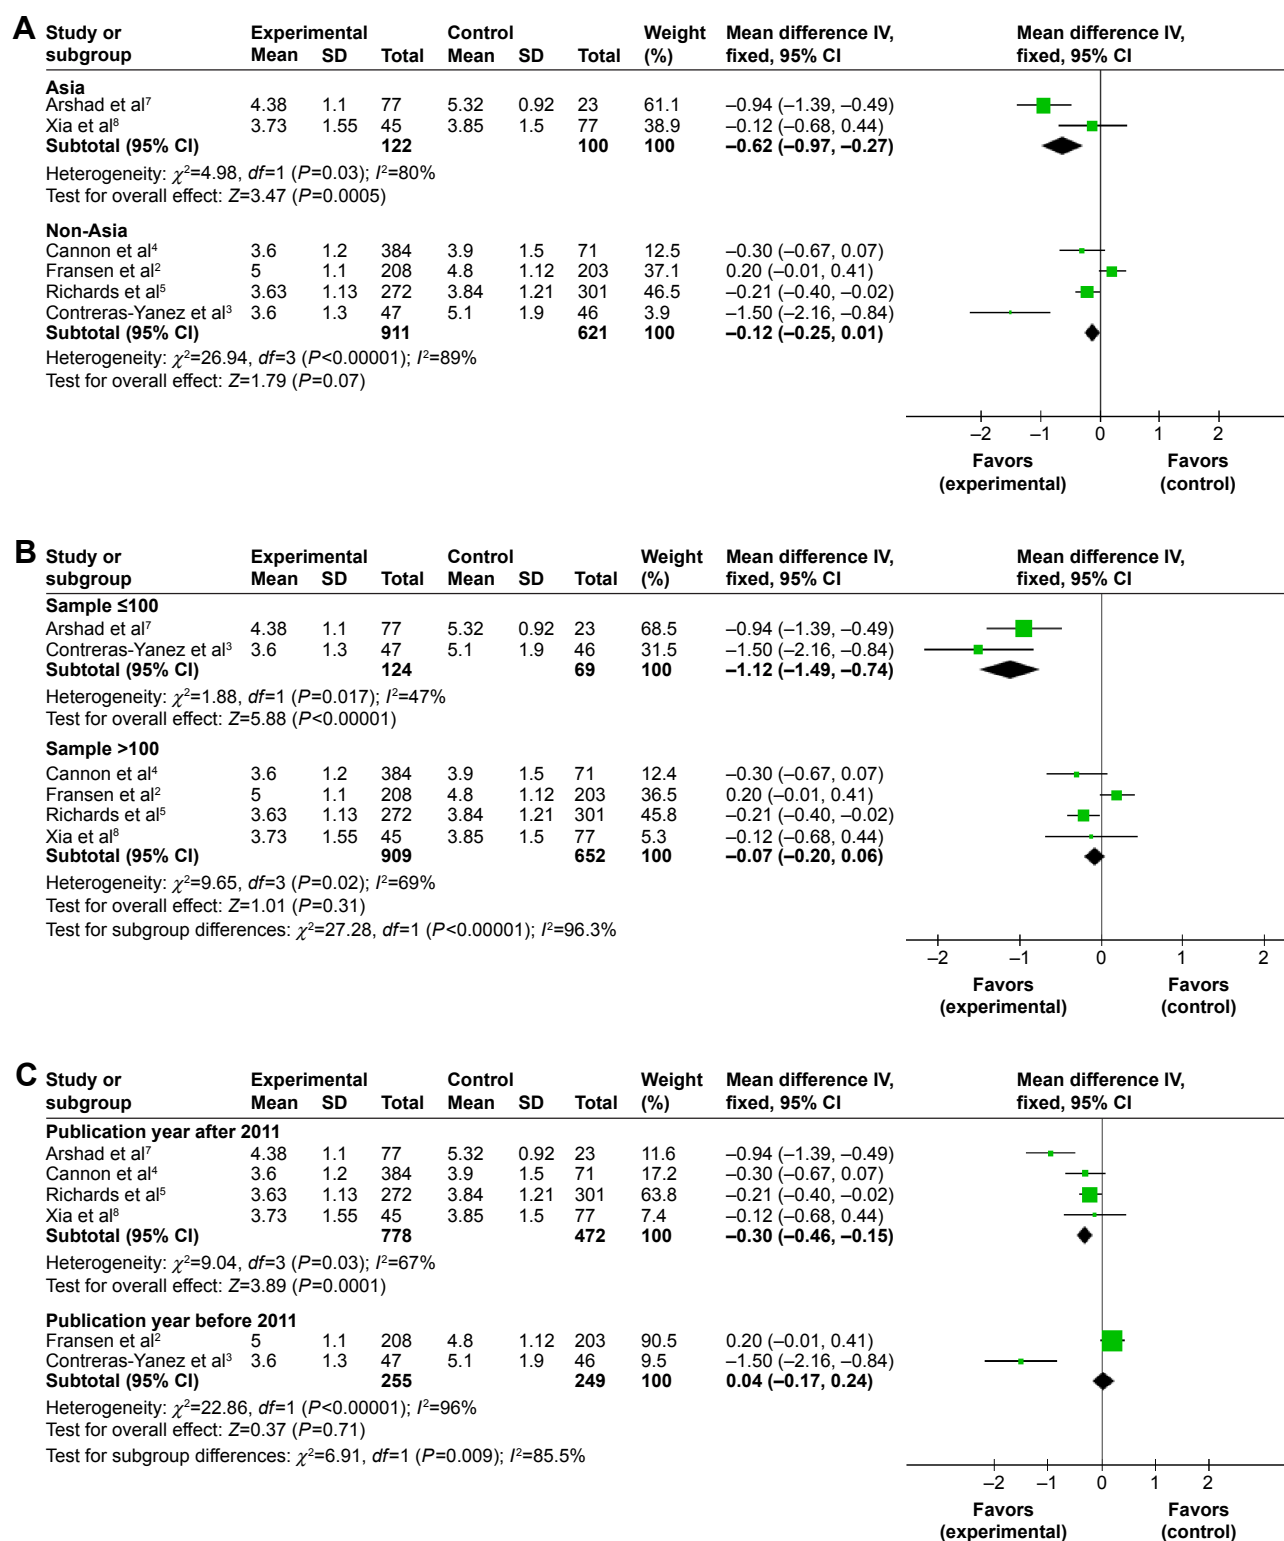 A Study or Experimental Control Weight Mean difference IV, Mean difference IV,
subgroup Mean SD Total Mean SD Total (%) fixed, 95% CI fixed, 95% CI
Asia
Arshad et al⁷ 4.38 1.1 77 5.32 0.92 23 61.1 –0.94 (–1.39, –0.49)
Xia et al⁸ 3.73 1.55 45 3.85 1.5 77 38.9 –0.12 (–0.68, 0.44)
Subtotal (95% CI) 122 100 100 –0.62 (–0.97, –0.27)
Heterogeneity: χ²=4.98, df=1 (P=0.03); I²=80%
Test for overall effect: Z=3.47 (P=0.0005)
Non-Asia
Cannon et al⁴ 3.6 1.2 384 3.9 1.5 71 12.5 –0.30 (–0.67, 0.07)
Fransen et al² 5 1.1 208 4.8 1.12 203 37.1 0.20 (–0.01, 0.41)
Richards et al⁵ 3.63 1.13 272 3.84 1.21 301 46.5 –0.21 (–0.40, –0.02)
Contreras-Yanez et al³ 3.6 1.3 47 5.1 1.9 46 3.9 –1.50 (–2.16, –0.84)
Subtotal (95% CI) 911 621 100 –0.12 (–0.25, 0.01)
Heterogeneity: χ²=26.94, df=3 (P<0.00001); I²=89%
Test for overall effect: Z=1.79 (P=0.07)
–2 –1 0 1 2
Favors Favors
(experimental) (control)
B Study or Experimental Control Weight Mean difference IV, Mean difference IV,
subgroup Mean SD Total Mean SD Total (%) fixed, 95% CI fixed, 95% CI
Sample ≤100
Arshad et al⁷ 4.38 1.1 77 5.32 0.92 23 68.5 –0.94 (–1.39, –0.49)
Contreras-Yanez et al³ 3.6 1.3 47 5.1 1.9 46 31.5 –1.50 (–2.16, –0.84)
Subtotal (95% CI) 124 69 100 –1.12 (–1.49, –0.74)
Heterogeneity: χ²=1.88, df=1 (P=0.017); I²=47%
Test for overall effect: Z=5.88 (P<0.00001)
Sample >100
Cannon et al⁴ 3.6 1.2 384 3.9 1.5 71 12.4 –0.30 (–0.67, 0.07)
Fransen et al² 5 1.1 208 4.8 1.12 203 36.5 0.20 (–0.01, 0.41)
Richards et al⁵ 3.63 1.13 272 3.84 1.21 301 45.8 –0.21 (–0.40, –0.02)
Xia et al⁸ 3.73 1.55 45 3.85 1.5 77 5.3 –0.12 (–0.68, 0.44)
Subtotal (95% CI) 909 652 100 –0.07 (–0.20, 0.06)
Heterogeneity: χ²=9.65, df=3 (P=0.02); I²=69%
Test for overall effect: Z=1.01 (P=0.31)
Test for subgroup differences: χ²=27.28, df=1 (P<0.00001); I²=96.3%
–2 –1 0 1 2
Favors Favors
(experimental) (control)
C Study or Experimental Control Weight Mean difference IV, Mean difference IV,
subgroup Mean SD Total Mean SD Total (%) fixed, 95% CI fixed, 95% CI
Publication year after 2011
Arshad et al⁷ 4.38 1.1 77 5.32 0.92 23 11.6 –0.94 (–1.39, –0.49)
Cannon et al⁴ 3.6 1.2 384 3.9 1.5 71 17.2 –0.30 (–0.67, 0.07)
Richards et al⁵ 3.63 1.13 272 3.84 1.21 301 63.8 –0.21 (–0.40, –0.02)
Xia et al⁸ 3.73 1.55 45 3.85 1.5 77 7.4 –0.12 (–0.68, 0.44)
Subtotal (95% CI) 778 472 100 –0.30 (–0.46, –0.15)
Heterogeneity: χ²=9.04, df=3 (P=0.03); I²=67%
Test for overall effect: Z=3.89 (P=0.0001)
Publication year before 2011
Fransen et al² 5 1.1 208 4.8 1.12 203 90.5 0.20 (–0.01, 0.41)
Contreras-Yanez et al³ 3.6 1.3 47 5.1 1.9 46 9.5 –1.50 (–2.16, –0.84)
Subtotal (95% CI) 255 249 100 0.04 (–0.17, 0.24)
Heterogeneity: χ²=22.86, df=1 (P<0.00001); I²=96%
Test for overall effect: Z=0.37 (P=0.71)
Test for subgroup differences: χ²=6.91, df=1 (P=0.009); I²=85.5%
–2 –1 0 1 2
Favors Favors
(experimental) (control)